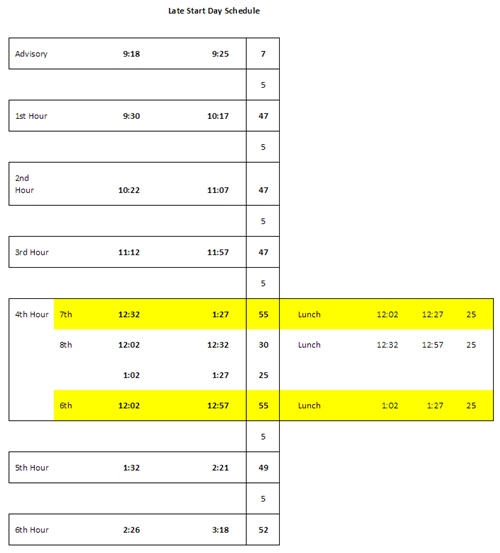 Late Start Day Schedule
Advisory 9:18 9:25 7
5
1st Hour 9:30 10:17 47
5
2nd
Hour 10:22 11:07 47
5
3rd Hour 11:12 11:57 47
5
4th Hour 7th 12:32 1:27 55 Lunch 12:02 12:27 25
8th 12:02 12:32 30 Lunch 12:32 12:57 25
1:02 1:27 25
6th 12:02 12:57 55 Lunch 1:02 1:27 25
5
5th Hour 1:32 2:21 49
5
6th Hour 2:26 3:18 52